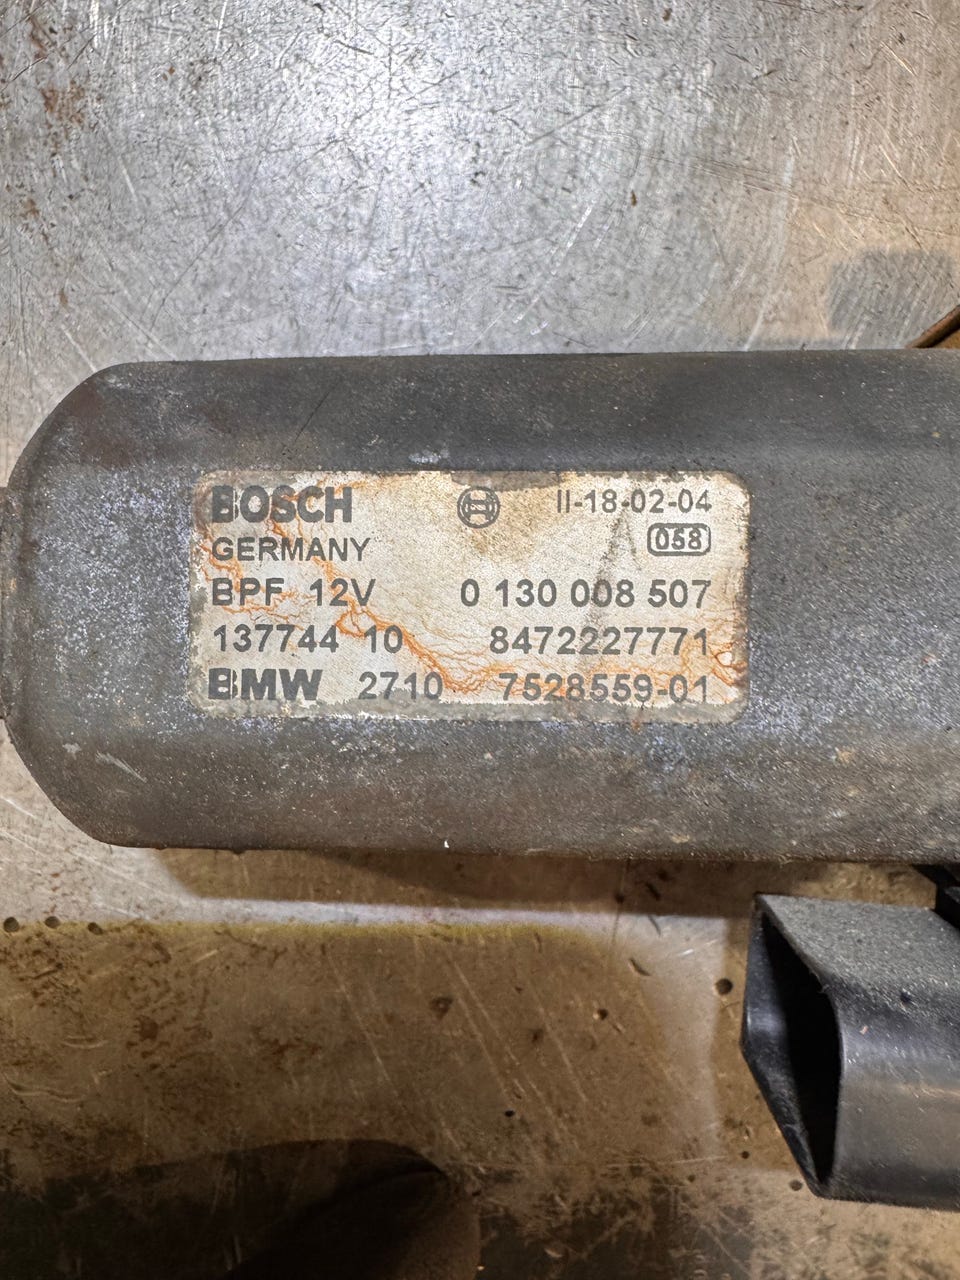 BOSCH II-18-02-04
GERMANY 058
BPF 12V 0 130 008 507
137744 10 8472227771
BMW 2710 7528559-01